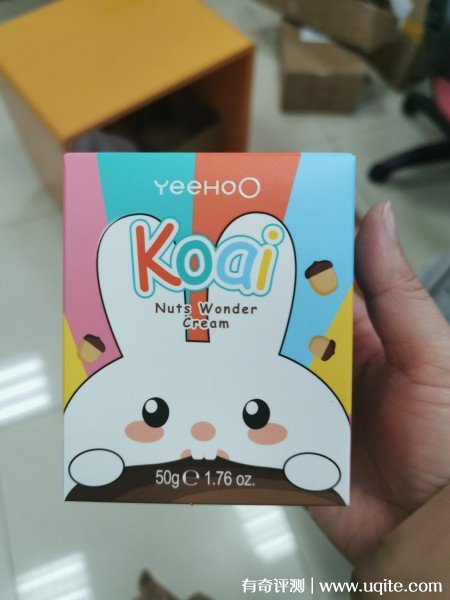 YeeHoO
Koai
Nuts Wonder
Cream
50g ℮ 1.76 oz.
有奇评测 | www.uqite.com